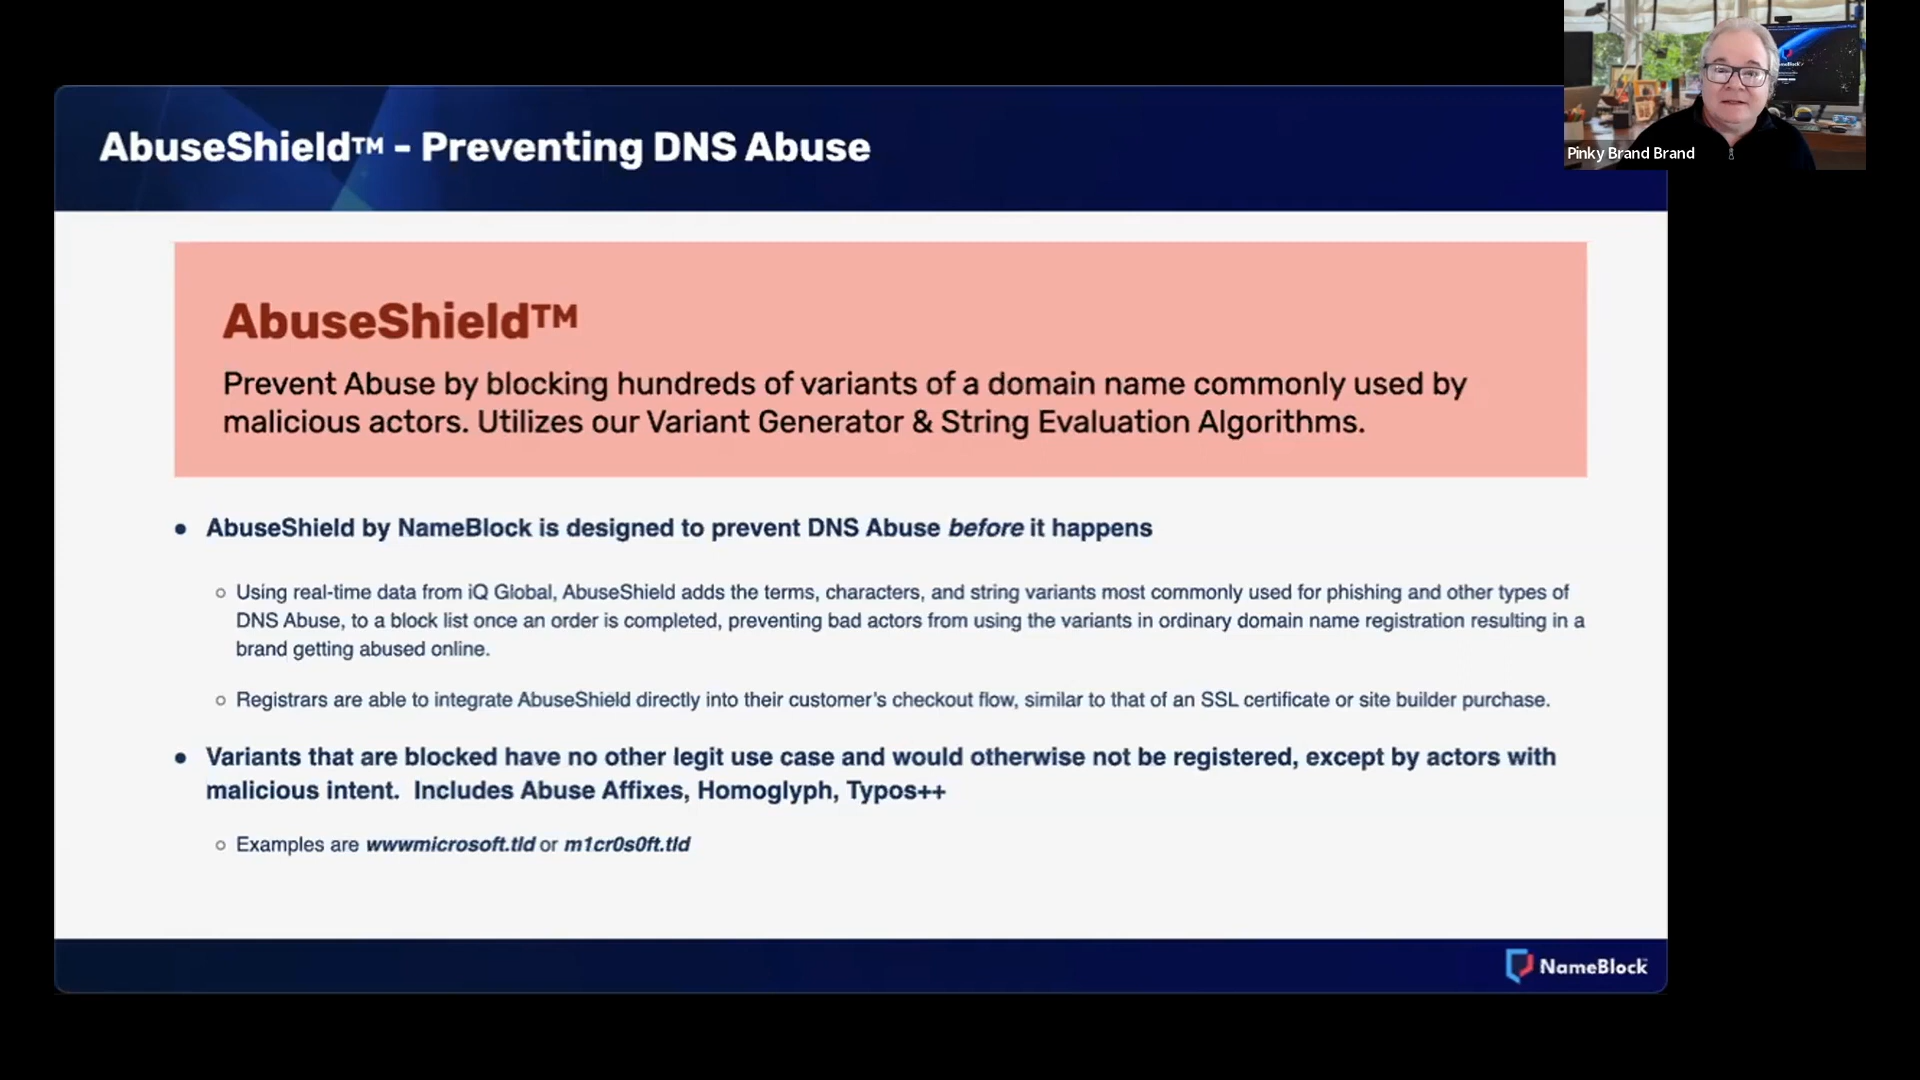 AbuseShield™ - Preventing DNS Abuse
Pinky Brand Brand
AbuseShield™
Prevent Abuse by blocking hundreds of variants of a domain name commonly used by
malicious actors. Utilizes our Variant Generator & String Evaluation Algorithms.
● AbuseShield by NameBlock is designed to prevent DNS Abuse before it happens
○ Using real-time data from iQ Global, AbuseShield adds the terms, characters, and string variants most commonly used for phishing and other types of
DNS Abuse, to a block list once an order is completed, preventing bad actors from using the variants in ordinary domain name registration resulting in a
brand getting abused online.
○ Registrars are able to integrate AbuseShield directly into their customer's checkout flow, similar to that of an SSL certificate or site builder purchase.
● Variants that are blocked have no other legit use case and would otherwise not be registered, except by actors with
malicious intent.  Includes Abuse Affixes, Homoglyph, Typos++
○ Examples are wwwmicrosoft.tld or m1cr0s0ft.tld
NameBlock™